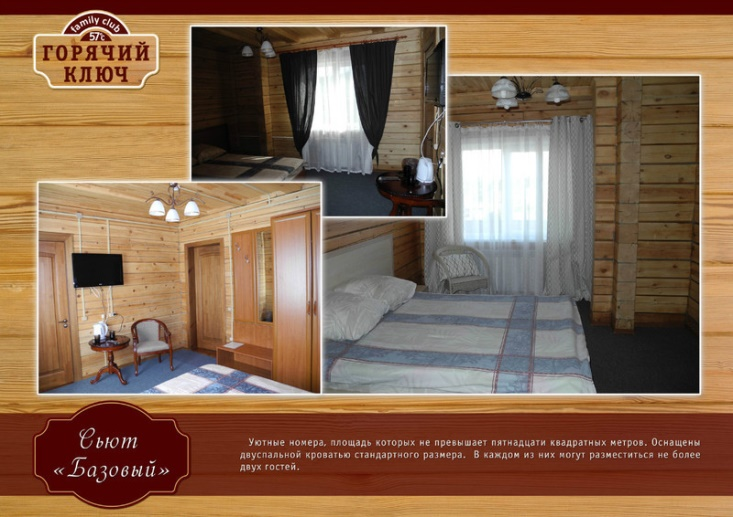 family club
57°C
ГОРЯЧИЙ
КЛЮЧ
Сьют
«Базовый»
Уютные номера, площадь которых не превышает пятнадцати квадратных метров. Оснащены
двуспальной кроватью стандартного размера. В каждом из них могут разместиться не более
двух гостей.